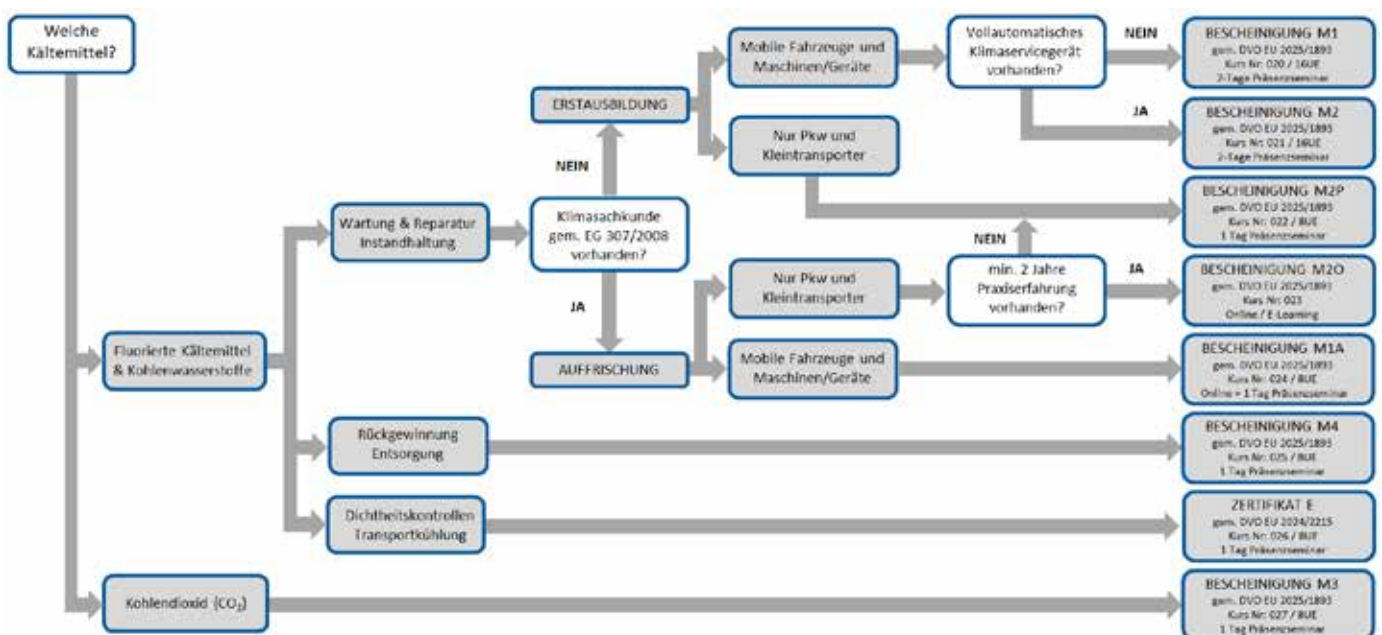 Welche
Kältemittel?
Fluorierte Kältemittel
& Kohlenwasserstoffe
Kohlendioxid (CO₂)
Wartung & Reparatur
Instandhaltung
Rückgewinnung
Entsorgung
Dichtheitskontrollen
Transportkühlung
Klimasachkunde
gem. EG 307/2008
vorhanden?
NEIN
JA
ERSTAUSBILDUNG
AUFFRISCHUNG
Mobile Fahrzeuge und
Maschinen/Geräte
Nur Pkw und
Kleintransporter
Nur Pkw und
Kleintransporter
Mobile Fahrzeuge und
Maschinen/Geräte
Vollautomatisches
Klimaservicegerät
vorhanden?
NEIN
JA
NEIN
min. 2 Jahre
Praxiserfahrung
vorhanden?
JA
BESCHEINIGUNG M1
gem. DVO EU 2025/1893
Kurs Nr: 020 / 16UE
2-Tage Präsenzseminar
BESCHEINIGUNG M2
gem. DVO EU 2025/1893
Kurs Nr: 021 / 16UE
2-Tage Präsenzseminar
BESCHEINIGUNG M2P
gem. DVO EU 2025/1893
Kurs Nr: 022 / 8UE
1 Tag Präsenzseminar
BESCHEINIGUNG M2O
gem. DVO EU 2025/1893
Kurs Nr: 023
Online / E-Learning
BESCHEINIGUNG M1A
gem. DVO EU 2025/1893
Kurs Nr: 024 / 8UE
Online + 1 Tag Präsenzseminar
BESCHEINIGUNG M4
gem. DVO EU 2025/1893
Kurs Nr: 025 / 8UE
1 Tag Präsenzseminar
ZERTIFIKAT E
gem. DVO EU 2024/2215
Kurs Nr: 026 / 8UE
1 Tag Präsenzseminar
BESCHEINIGUNG M3
gem. DVO EU 2025/1893
Kurs Nr: 027 / 8UE
1 Tag Präsenzseminar